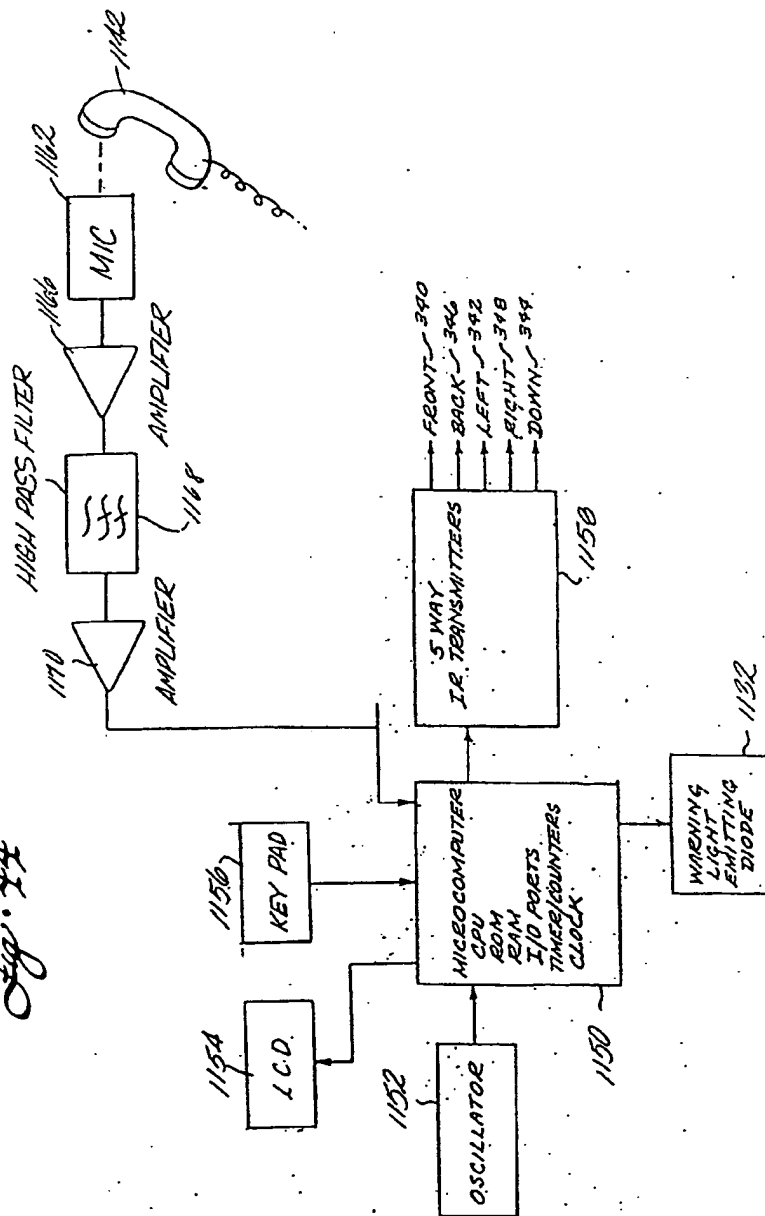 Fig. 44
HIGH PASS FILTER
1170
1166
1162
1142
MIC
AMPLIFIER
1168
AMPLIFIER
1154
L.C.D.
1156
KEY PAD
1152
OSCILLATOR
MICROCOMPUTER
CPU
ROM
RAM
I/O PORTS
TIMER/COUNTERS
CLOCK
1150
5 WAY
I.R. TRANSMITTERS
1158
FRONT 340
BACK 346
LEFT 342
RIGHT 348
DOWN 344
WARNING
LIGHT
EMITTING
DIODE
1132